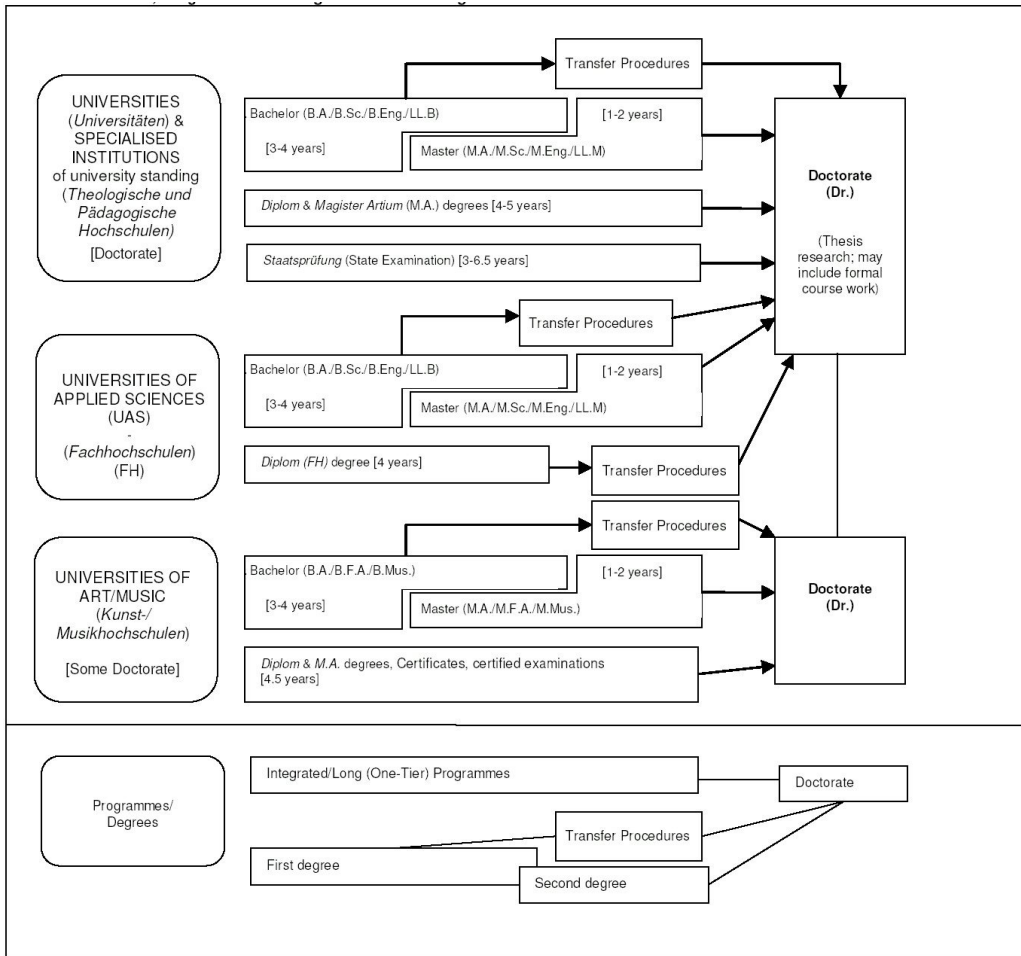 Transfer Procedures
UNIVERSITIES
(Universitäten) &
SPECIALISED
INSTITUTIONS
of university standing
(Theologische und
Pädagogische
Hochschulen)
[Doctorate]
. Bachelor (B.A./B.Sc./B.Eng./LL.B)
[3-4 years]
[1-2 years]
Master (M.A./M.Sc./M.Eng./LL.M)
Diplom & Magister Artium (M.A.) degrees [4-5 years]
Staatsprüfung (State Examination) [3-6.5 years]
Doctorate
(Dr.)
(Thesis
research; may
include formal
course work)
Transfer Procedures
UNIVERSITIES OF
APPLIED SCIENCES
(UAS)
-
(Fachhochschulen)
(FH)
. Bachelor (B.A./B.Sc./B.Eng./LL.B)
[3-4 years]
[1-2 years]
Master (M.A./M.Sc./M.Eng./LL.M)
Diplom (FH) degree [4 years]
Transfer Procedures
Transfer Procedures
UNIVERSITIES OF
ART/MUSIC
(Kunst-/
Musikhochschulen)
[Some Doctorate]
. Bachelor (B.A./B.F.A./B.Mus.)
[3-4 years]
[1-2 years]
Master (M.A./M.F.A./M.Mus.)
Diplom & M.A. degrees, Certificates, certified examinations
[4.5 years]
Doctorate
(Dr.)
Programmes/
Degrees
Integrated/Long (One-Tier) Programmes
Doctorate
Transfer Procedures
First degree
Second degree